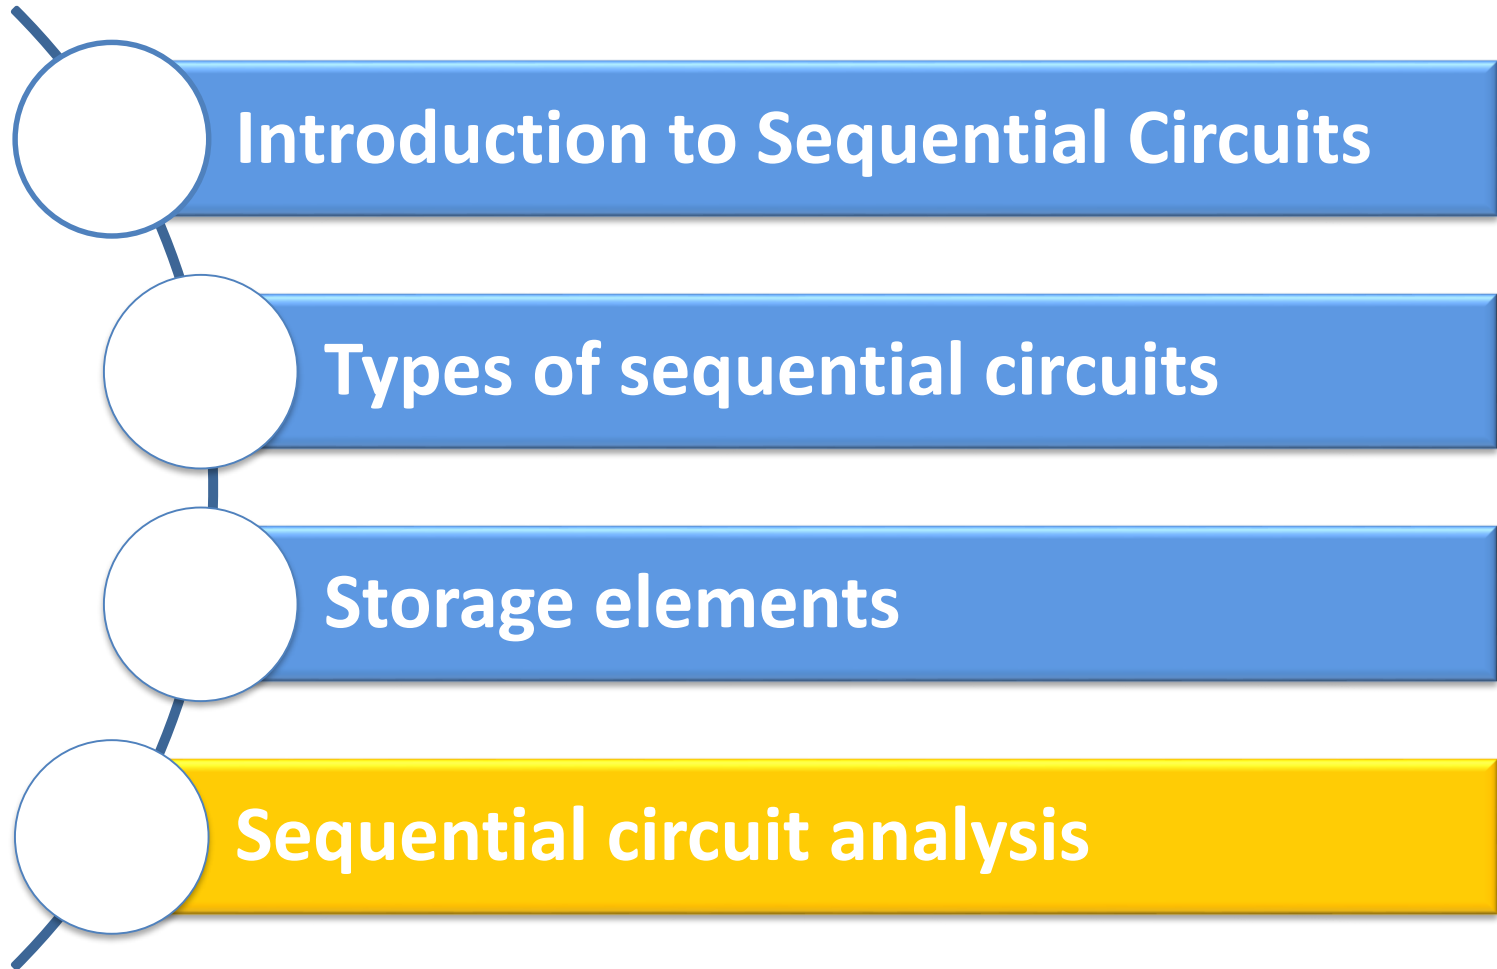 Introduction to Sequential Circuits
Types of sequential circuits
Storage elements
Sequential circuit analysis